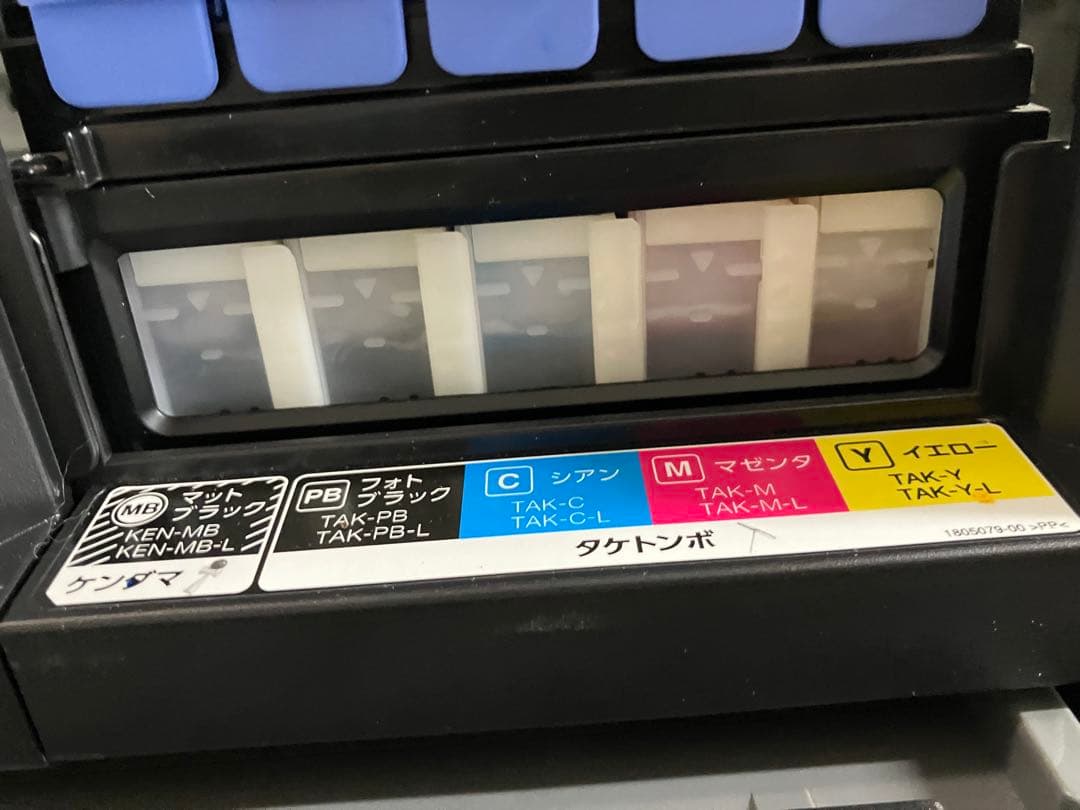 MB マット
ブラック
KEN-MB
KEN-MB-L
ケンダマ
PB フォト
ブラック
TAK-PB
TAK-PB-L
C シアン
TAK-C
TAK-C-L
M マゼンタ
TAK-M
TAK-M-L
Y イエロー
TAK-Y
TAK-Y-L
タケトンボ
1805079-00 >PP<